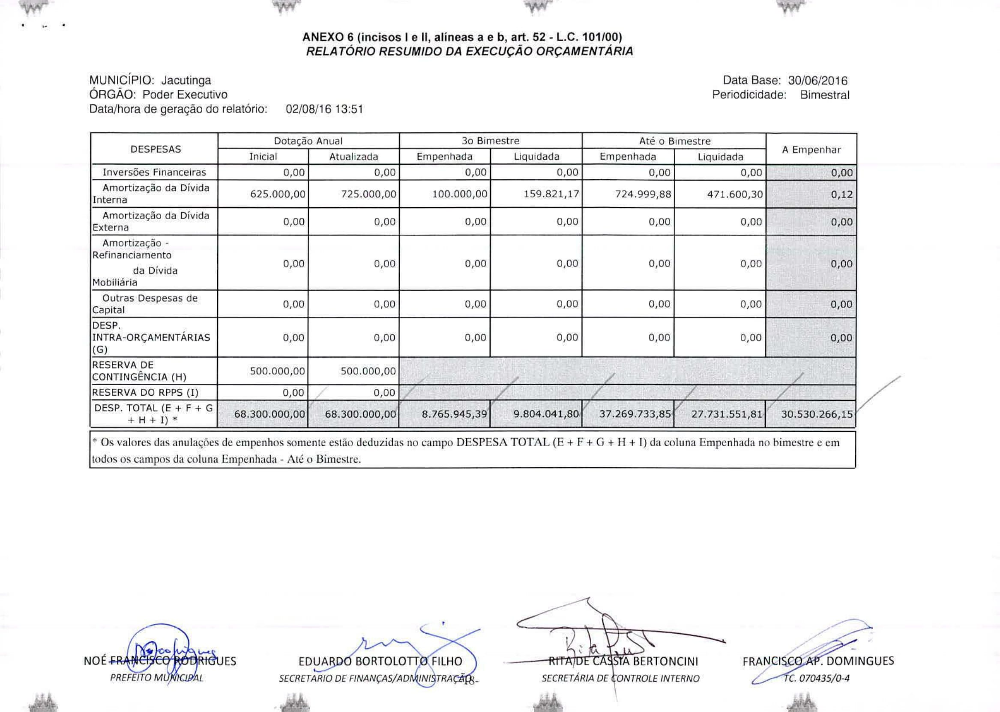 ANEXO 6 (incisos I e II, alíneas a e b, art. 52 - L.C. 101/00)
RELATÓRIO RESUMIDO DA EXECUÇÃO ORÇAMENTÁRIA
MUNICÍPIO: Jacutinga
Data Base: 30/06/2016
ÓRGÃO: Poder Executivo
Periodicidade: Bimestral
Data/hora de geração do relatório: 02/08/16 13:51
DESPESAS Dotação Anual 3o Bimestre Até o Bimestre A Empenhar
Inicial Atualizada Empenhada Liquidada Empenhada Liquidada
Inversões Financeiras 0,00 0,00 0,00 0,00 0,00 0,00 0,00
Amortização da Dívida
Interna 625.000,00 725.000,00 100.000,00 159.821,17 724.999,88 471.600,30 0,12
Amortização da Dívida
Externa 0,00 0,00 0,00 0,00 0,00 0,00 0,00
Amortização -
Refinanciamento
da Dívida
Mobiliária 0,00 0,00 0,00 0,00 0,00 0,00 0,00
Outras Despesas de
Capital 0,00 0,00 0,00 0,00 0,00 0,00 0,00
DESP.
INTRA-ORÇAMENTÁRIAS
(G) 0,00 0,00 0,00 0,00 0,00 0,00 0,00
RESERVA DE
CONTINGÊNCIA (H) 500.000,00 500.000,00
RESERVA DO RPPS (I) 0,00 0,00
DESP. TOTAL (E + F + G
+ H + I) * 68.300.000,00 68.300.000,00 8.765.945,39 9.804.041,80 37.269.733,85 27.731.551,81 30.530.266,15
* Os valores das anulações de empenhos somente estão deduzidas no campo DESPESA TOTAL (E + F + G + H + I) da coluna Empenhada no bimestre e em
todos os campos da coluna Empenhada - Até o Bimestre.
NOÉ FRANCISCO RODRIGUES
PREFEITO MUNICIPAL
EDUARDO BORTOLOTTO FILHO
SECRETARIO DE FINANÇAS/ADMINISTRAÇÃO
18-
RITA DE CÁSSIA BERTONCINI
SECRETÁRIA DE CONTROLE INTERNO
FRANCISCO AP. DOMINGUES
TC. 070435/0-4